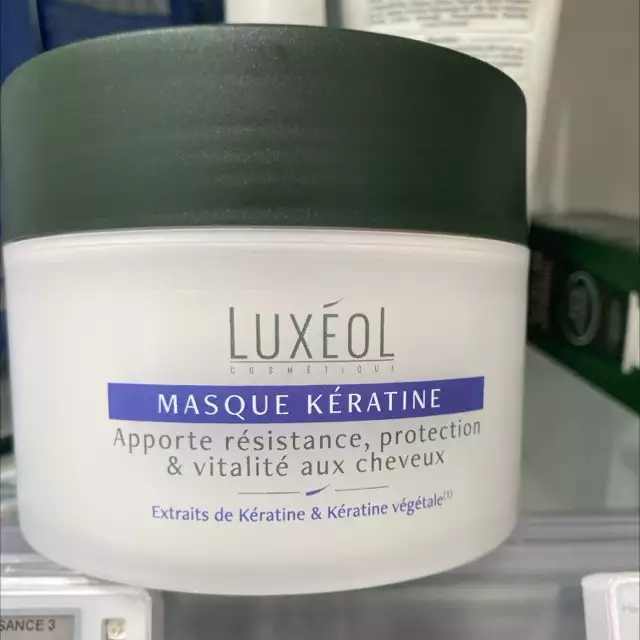 LUXÉOL
COSMÉTIQUE
MASQUE KÉRATINE
Apporte résistance, protection
& vitalité aux cheveux
Extraits de Kératine & Kératine végétale(1)
SANCE 3